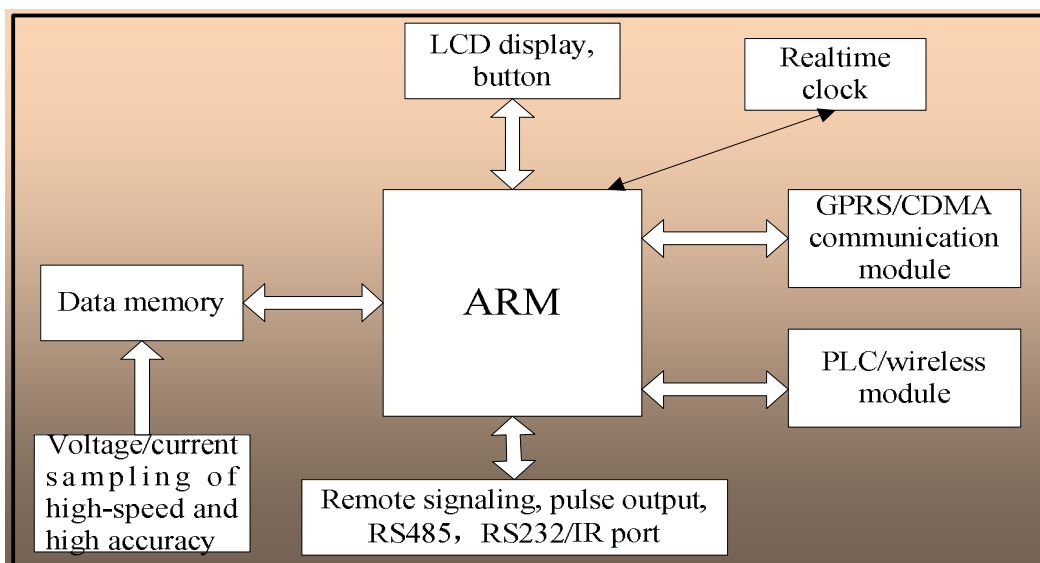 LCD display,
button
Realtime
clock
GPRS/CDMA
communication
module
Data memory
ARM
PLC/wireless
module
Voltage/current
sampling of
high-speed and
high accuracy
Remote signaling, pulse output,
RS485，RS232/IR port